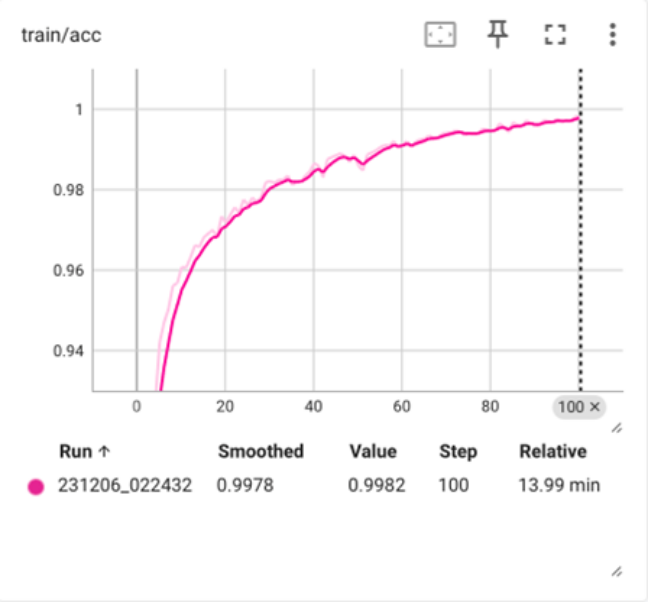 train/acc
1
0.98
0.96
0.94
0 20 40 60 80 100 ×
Run ↑ Smoothed Value Step Relative
231206_022432 0.9978 0.9982 100 13.99 min